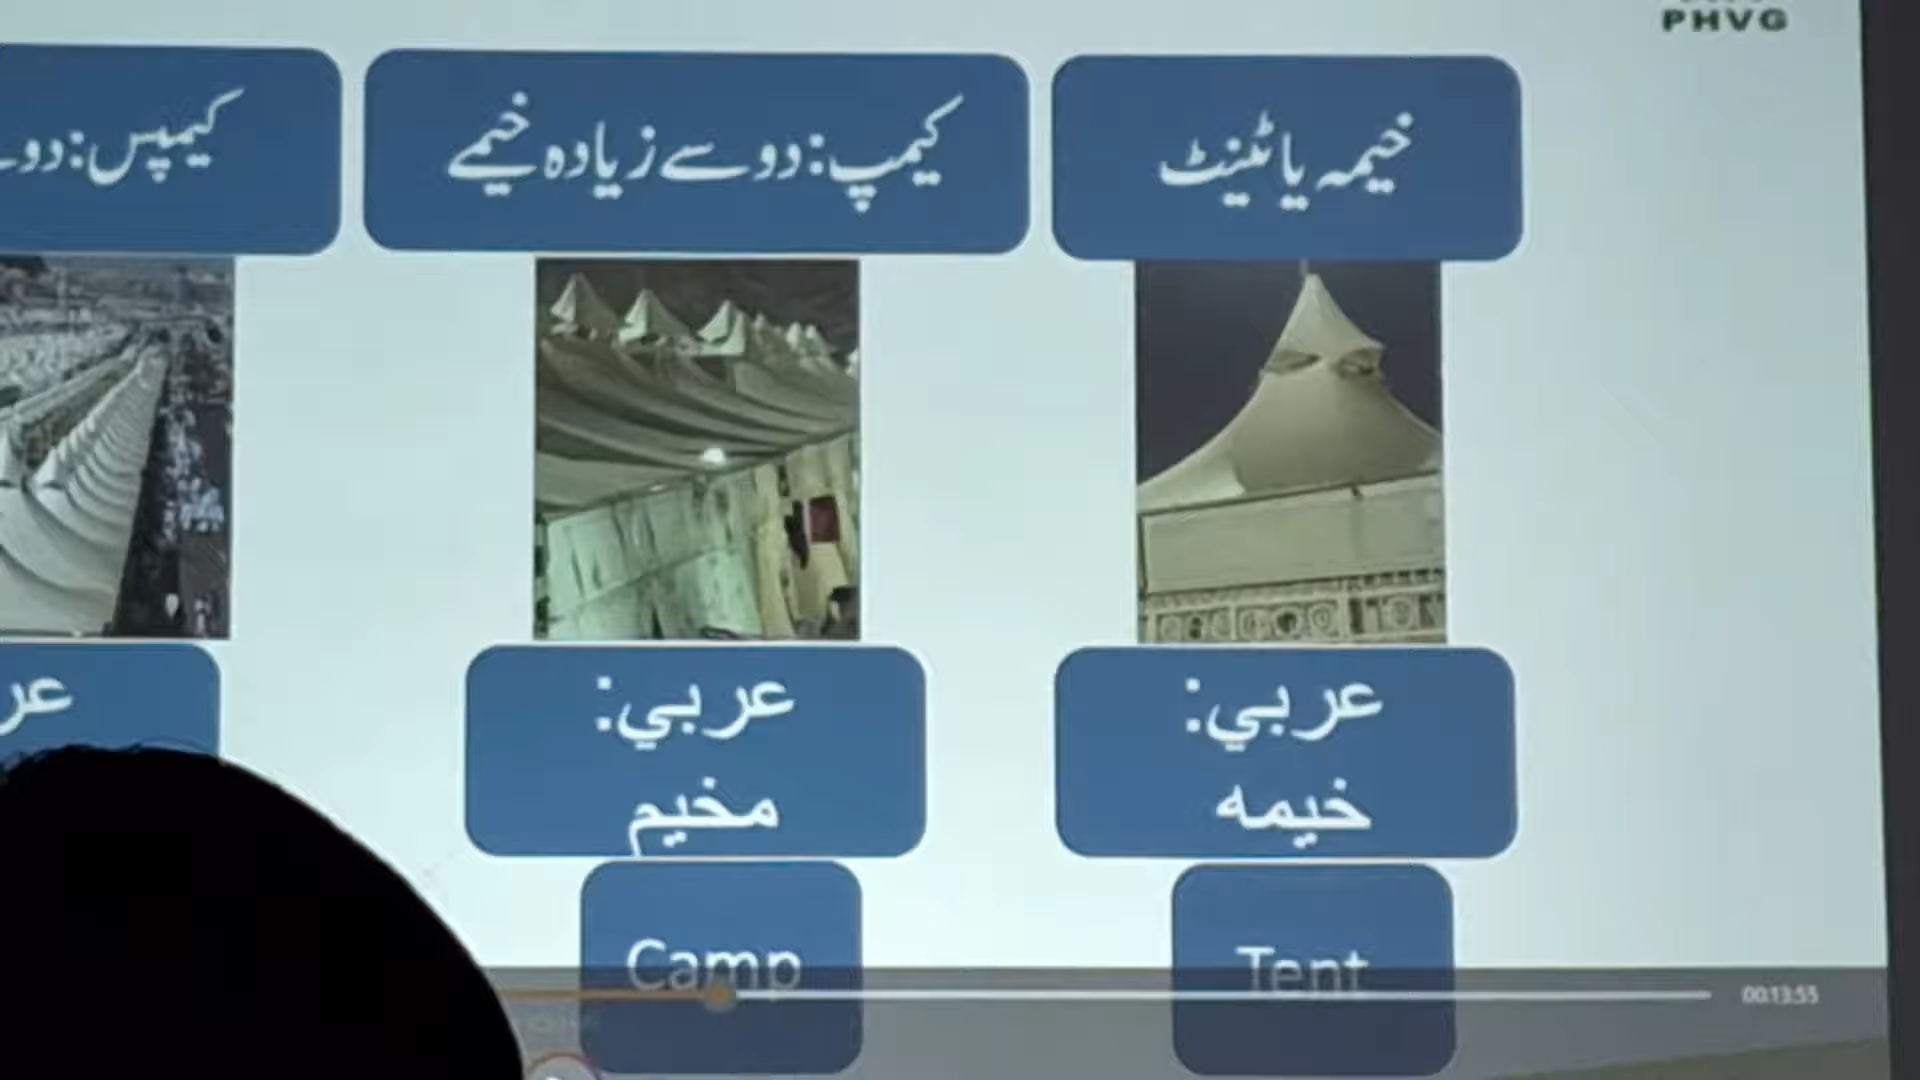 PHVG
خیمہ یا ٹینٹ
کیمپ: دو سے زیادہ خیمے
کیمپس: دو
عربي:
خيمه
عربي:
مخيم
عر
Tent
Camp
00:13:55